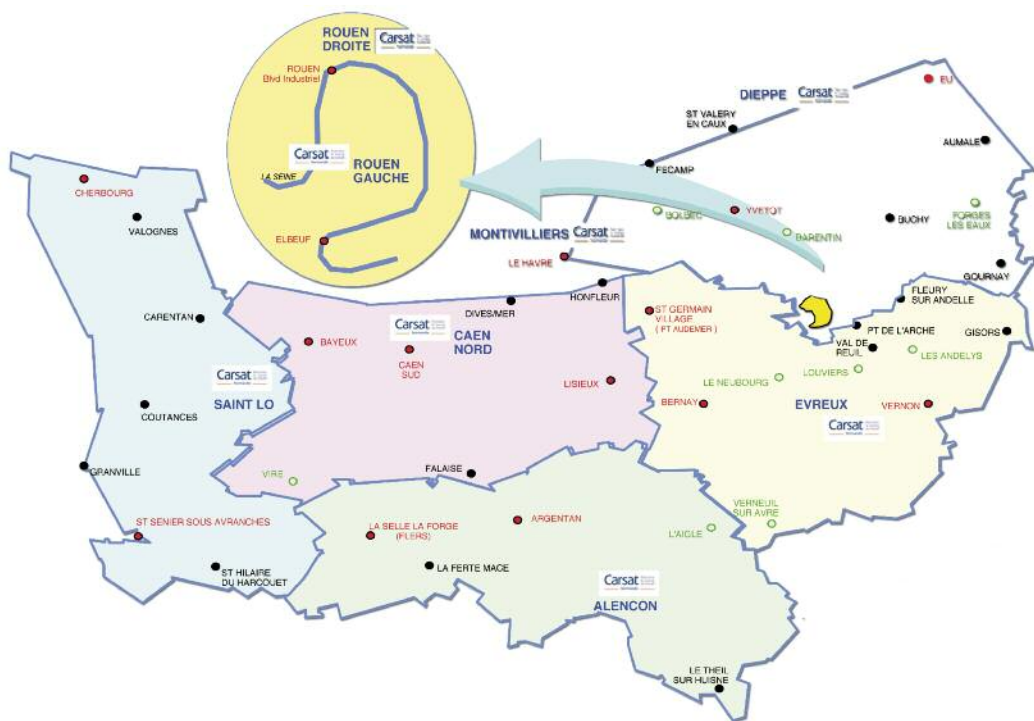 ROUEN
DROITE
Carsat
ROUEN
Blvd Industriel
Carsat
LA SEINE
ROUEN
GAUCHE
ELBEUF
DIEPPE
Carsat
EU
ST VALERY
EN CAUX
AUMALE
FECAMP
BOLBEC
YVETOT
BARENTIN
BUCHY
FORGES
LES EAUX
MONTIVILLIERS
Carsat
LE HAVRE
GOURNAY
CHERBOURG
VALOGNES
CARENTAN
Carsat
SAINT LO
COUTANCES
GRANVILLE
ST SENIER SOUS AVRANCHES
ST HILAIRE
DU HARCOUET
HONFLEUR
DIVES/MER
Carsat
CAEN
NORD
BAYEUX
CAEN
SUD
LISIEUX
VIRE
FALAISE
ST GERMAIN
VILLAGE
( PT AUDEMER )
FLEURY
SUR ANDELLE
PT DE L'ARCHE
VAL DE
REUIL
GISORS
LES ANDELYS
LOUVIERS
LE NEUBOURG
BERNAY
EVREUX
Carsat
VERNON
VERNEUIL
SUR AVRE
L'AIGLE
LA SELLE LA FORGE
(FLERS)
ARGENTAN
LA FERTE MACE
Carsat
ALENCON
LE THEIL
SUR HUISNE